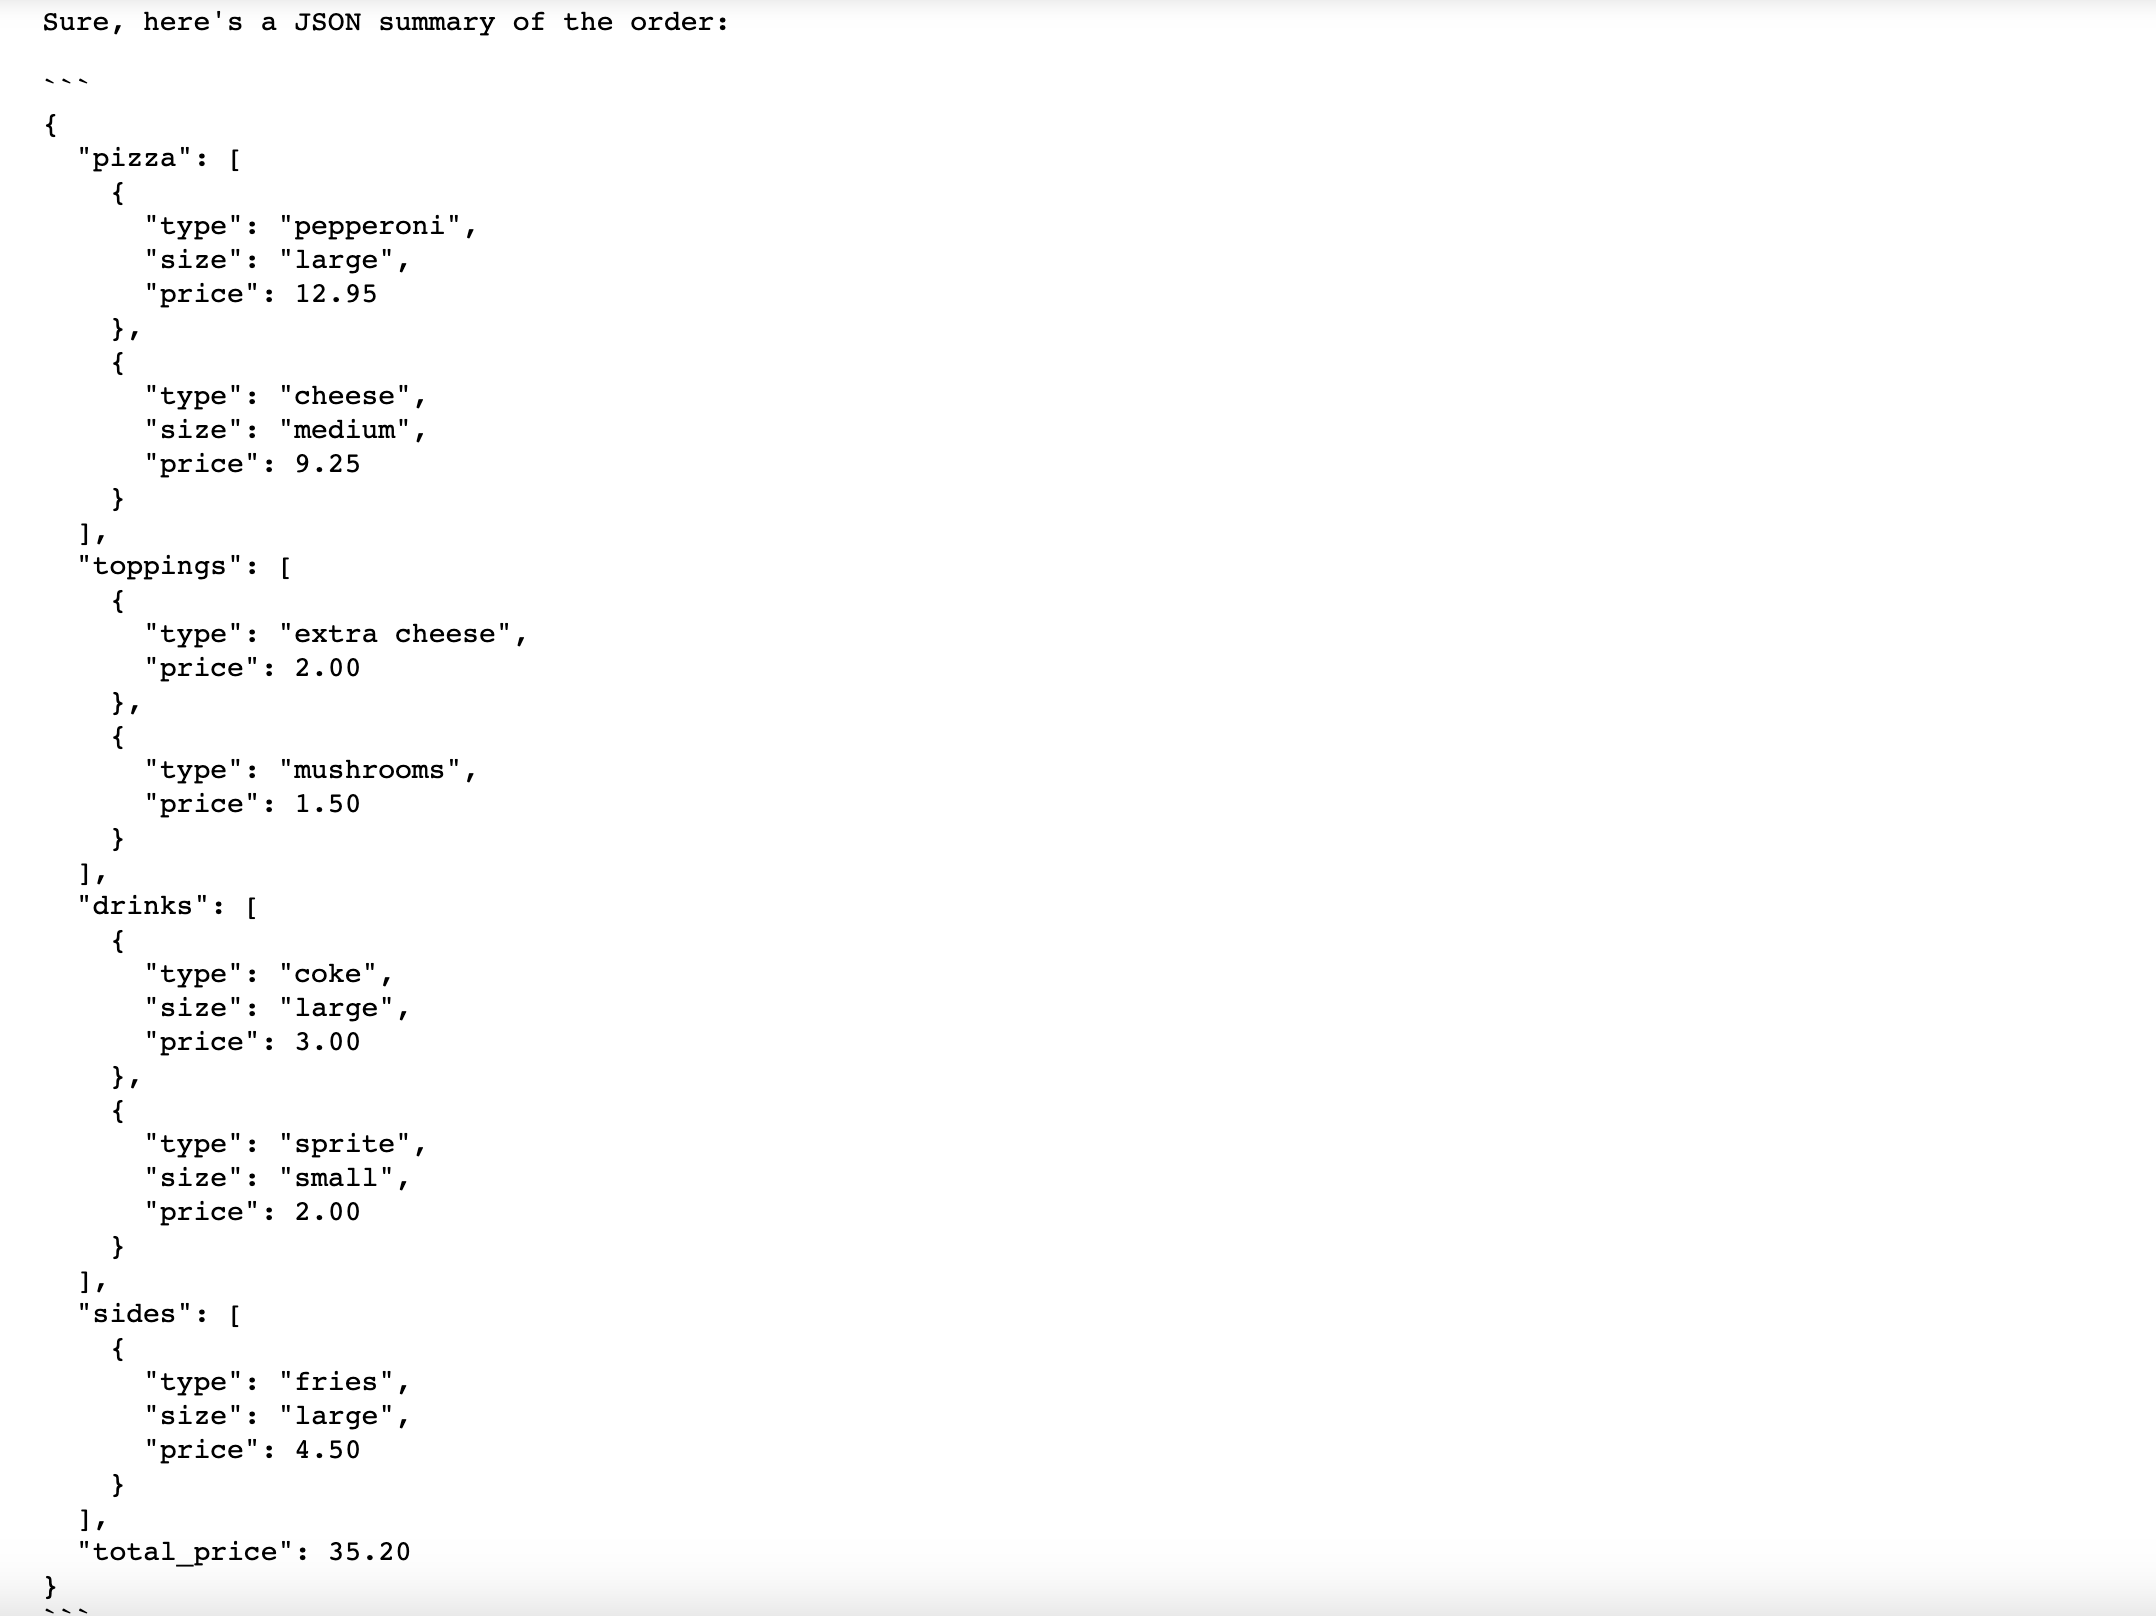 Sure, here's a JSON summary of the order:
```
{
  "pizza": [
    {
      "type": "pepperoni",
      "size": "large",
      "price": 12.95
    },
    {
      "type": "cheese",
      "size": "medium",
      "price": 9.25
    }
  ],
  "toppings": [
    {
      "type": "extra cheese",
      "price": 2.00
    },
    {
      "type": "mushrooms",
      "price": 1.50
    }
  ],
  "drinks": [
    {
      "type": "coke",
      "size": "large",
      "price": 3.00
    },
    {
      "type": "sprite",
      "size": "small",
      "price": 2.00
    }
  ],
  "sides": [
    {
      "type": "fries",
      "size": "large",
      "price": 4.50
    }
  ],
  "total_price": 35.20
}
```